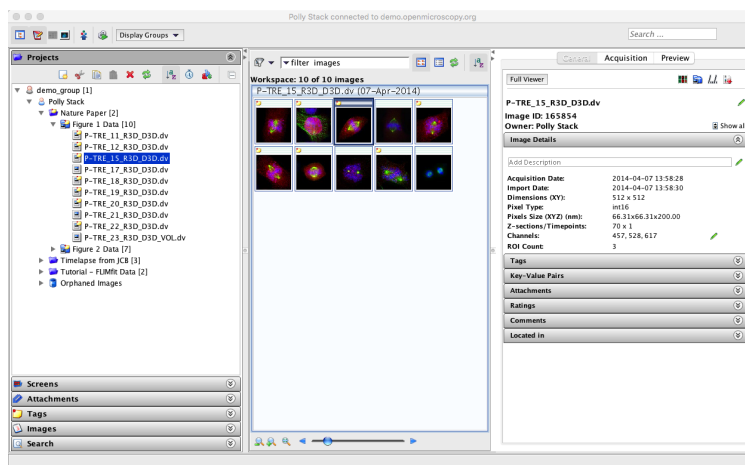 Polly Stack connected to demo.openmicroscopy.org
Display Groups
Search ...
Projects
demo_group [1]
Polly Stack
Nature Paper [2]
Figure 1 Data [10]
P-TRE_11_R3D_D3D.dv
P-TRE_12_R3D_D3D.dv
P-TRE_15_R3D_D3D.dv
P-TRE_17_R3D_D3D.dv
P-TRE_18_R3D_D3D.dv
P-TRE_19_R3D_D3D.dv
P-TRE_20_R3D_D3D.dv
P-TRE_21_R3D_D3D.dv
P-TRE_22_R3D_D3D.dv
P-TRE_23_R3D_D3D_VOL.dv
Figure 2 Data [7]
Timelapse from JCB [3]
Tutorial - FLIMfit Data [2]
Orphaned Images
Screens
Attachments
Tags
Images
Search
filter images
Workspace: 10 of 10 images
P-TRE_15_R3D_D3D.dv (07-Apr-2014)
General Acquisition Preview
Full Viewer
P-TRE_15_R3D_D3D.dv
Image ID: 165854
Owner: Polly Stack
Show all
Image Details
Add Description
Acquisition Date: 2014-04-07 13:58:28
Import Date: 2014-04-07 13:58:30
Dimensions (XY): 512 x 512
Pixel Type: int16
Pixels Size (XYZ) (nm): 66.31x66.31x200.00
Z-sections/Timepoints: 70 x 1
Channels: 457, 528, 617
ROI Count: 3
Tags
Key-Value Pairs
Attachments
Ratings
Comments
Located in